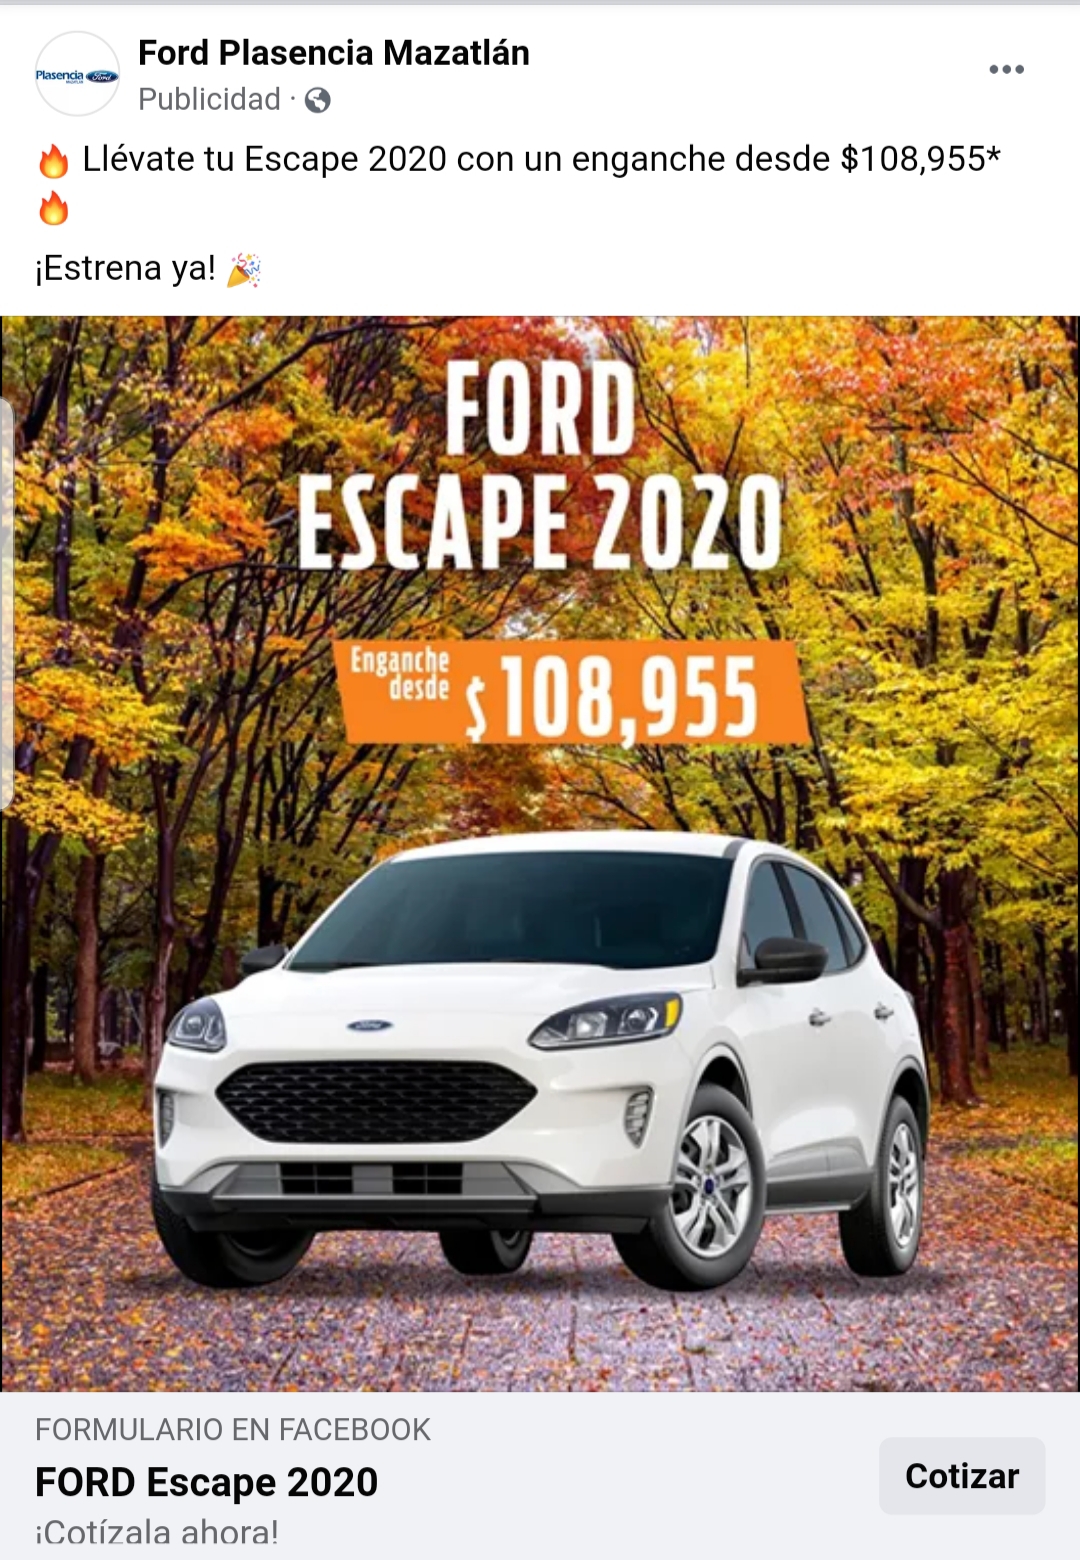 Plasencia Ford
Ford Plasencia Mazatlán
Publicidad ·
🔥 Llévate tu Escape 2020 con un enganche desde $108,955*
🔥
¡Estrena ya! 🎉
FORD
ESCAPE 2020
Enganche
desde $108,955
Ford
FORMULARIO EN FACEBOOK
FORD Escape 2020
¡Cotízala ahora!
Cotizar